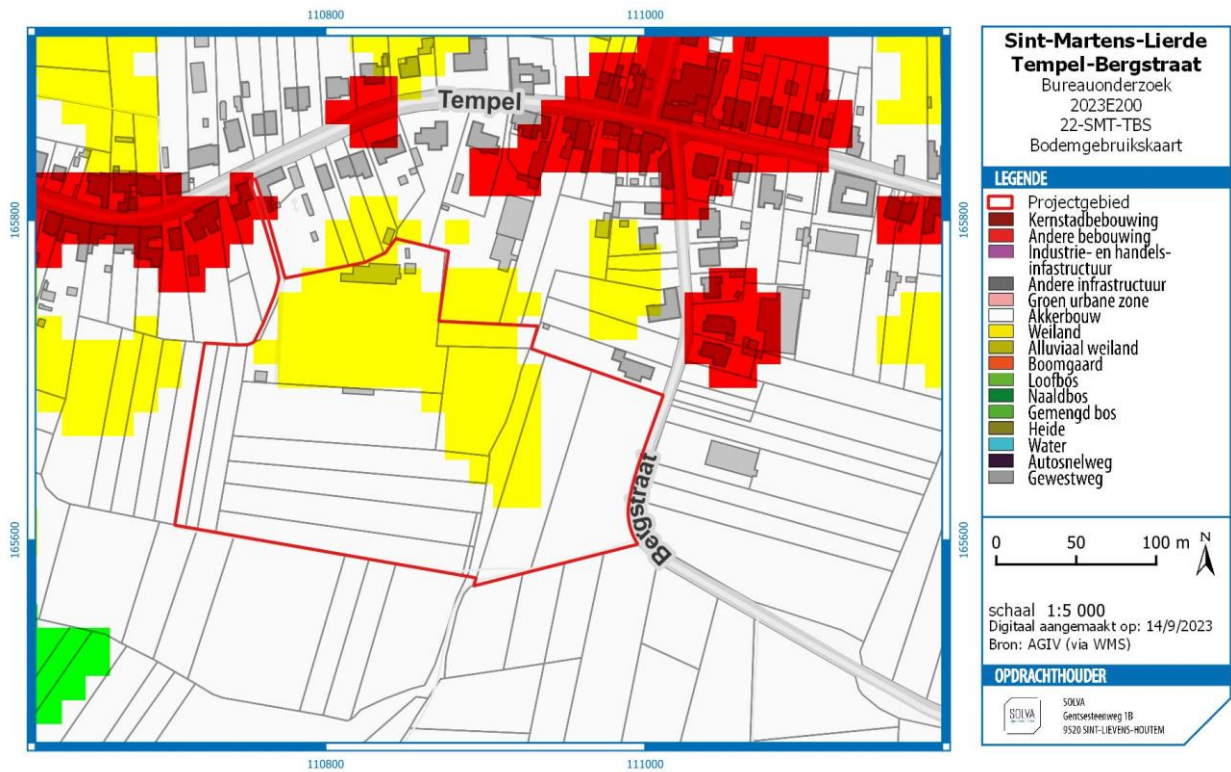 110800
111000
165800
165600
Tempel
Bergstraat
165800
165600
110800
111000
Sint-Martens-Lierde
Tempel-Bergstraat
Bureauonderzoek
2023E200
22-SMT-TBS
Bodemgebruikskaart
LEGENDE
Projectgebied
Kernstadbebouwing
Andere bebouwing
Industrie- en handels-
infrastructuur
Andere infrastructuur
Groen urbane zone
Akkerbouw
Weiland
Alluviaal weiland
Boomgaard
Loofbos
Naaldbos
Gemengd bos
Heide
Water
Autosnelweg
Gewestweg
0 50 100 m N
schaal 1:5 000
Digitaal aangemaakt op: 14/9/2023
Bron: AGIV (via WMS)
OPDRACHTHOUDER
SOLVA
SOLVA
Gentsesteenweg 1B
9520 SINT-LIEVENS-HOUTEM